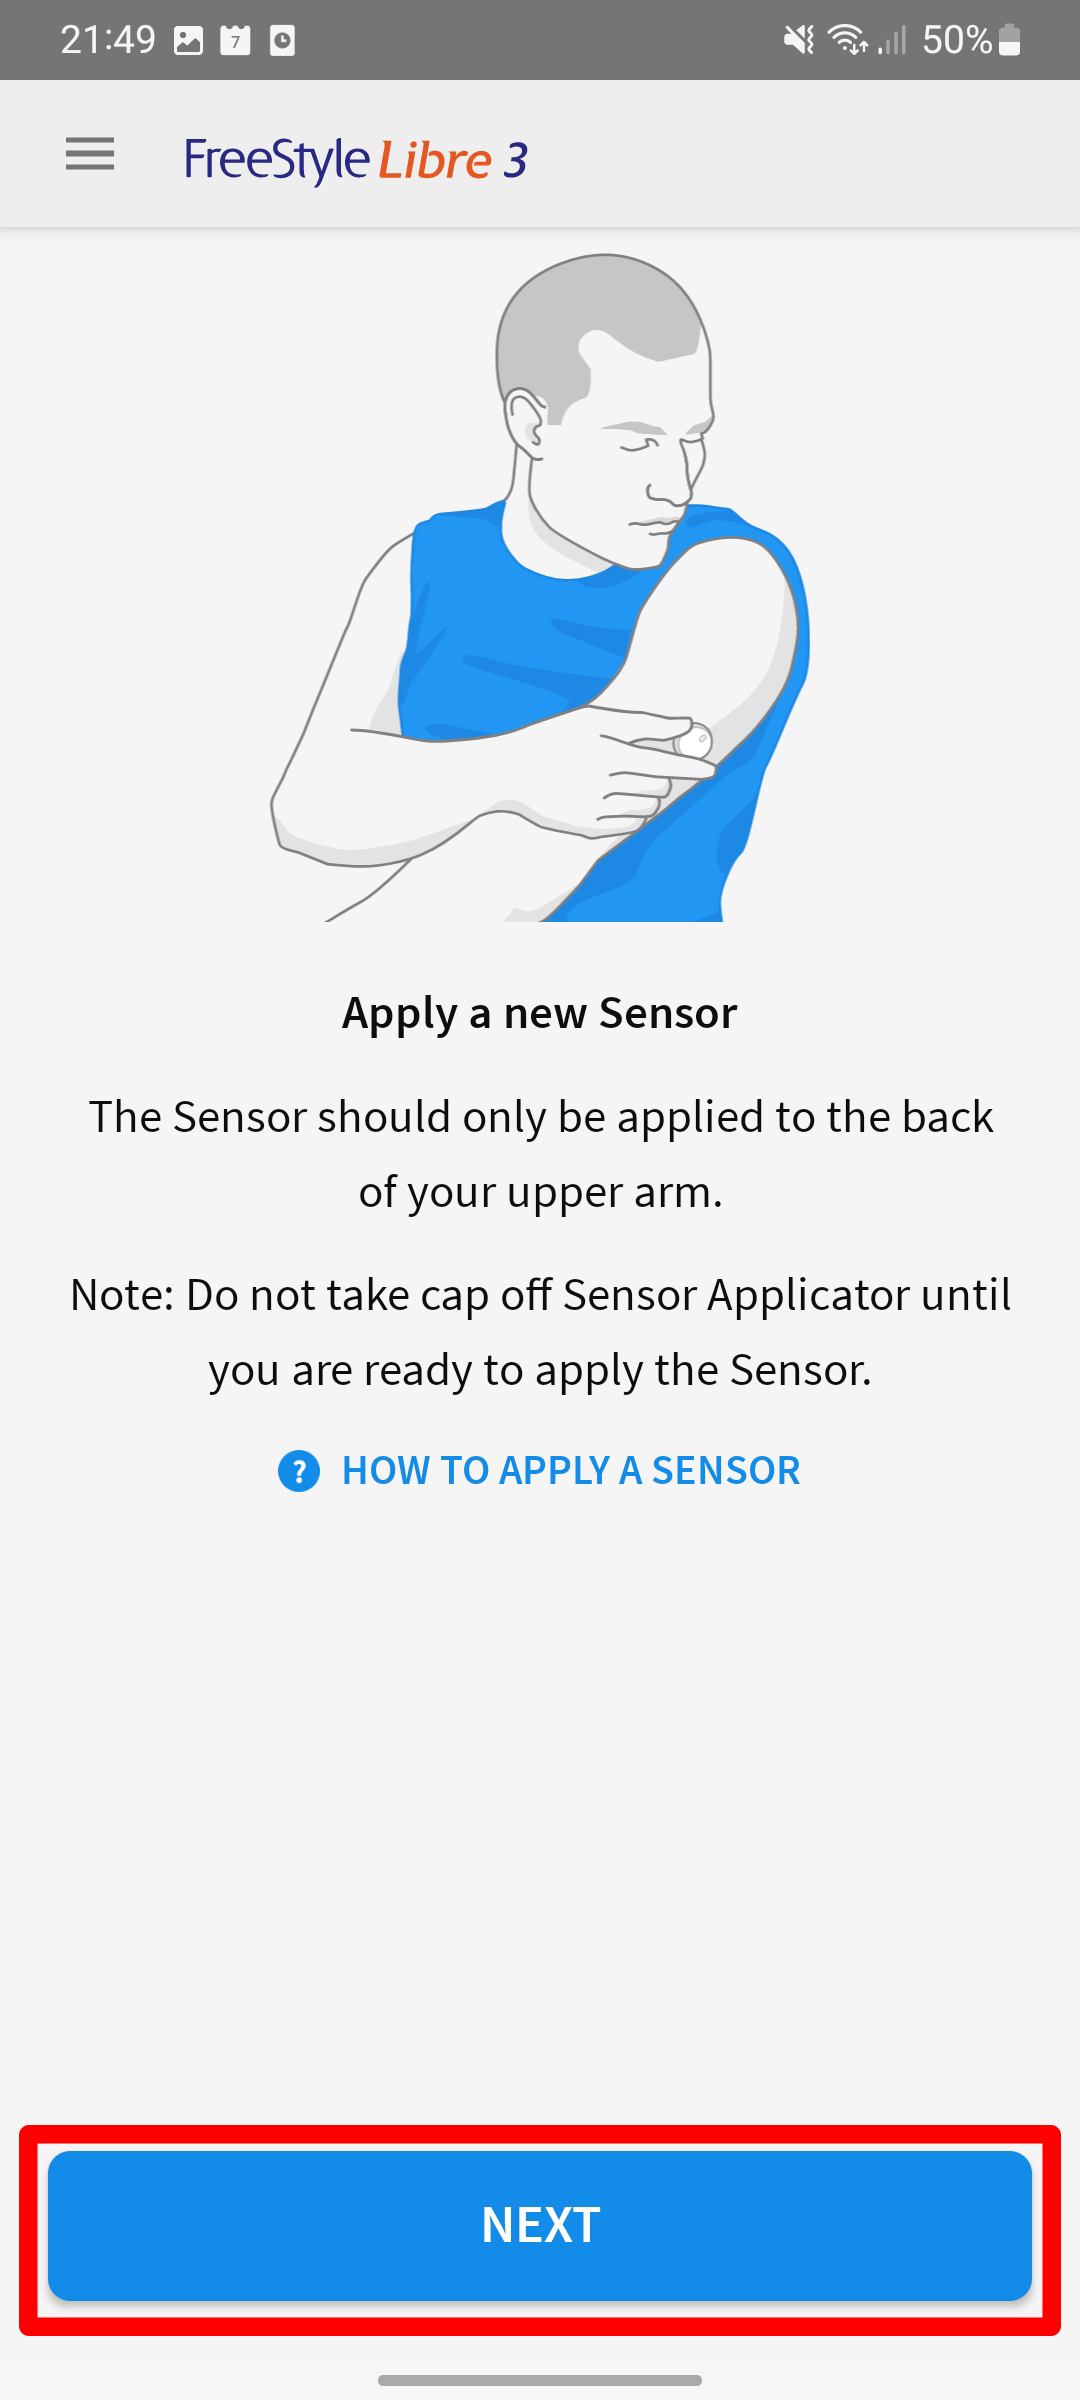 21:49 7 50%
FreeStyle Libre 3
Apply a new Sensor
The Sensor should only be applied to the back
of your upper arm.
Note: Do not take cap off Sensor Applicator until
you are ready to apply the Sensor.
? HOW TO APPLY A SENSOR
NEXT